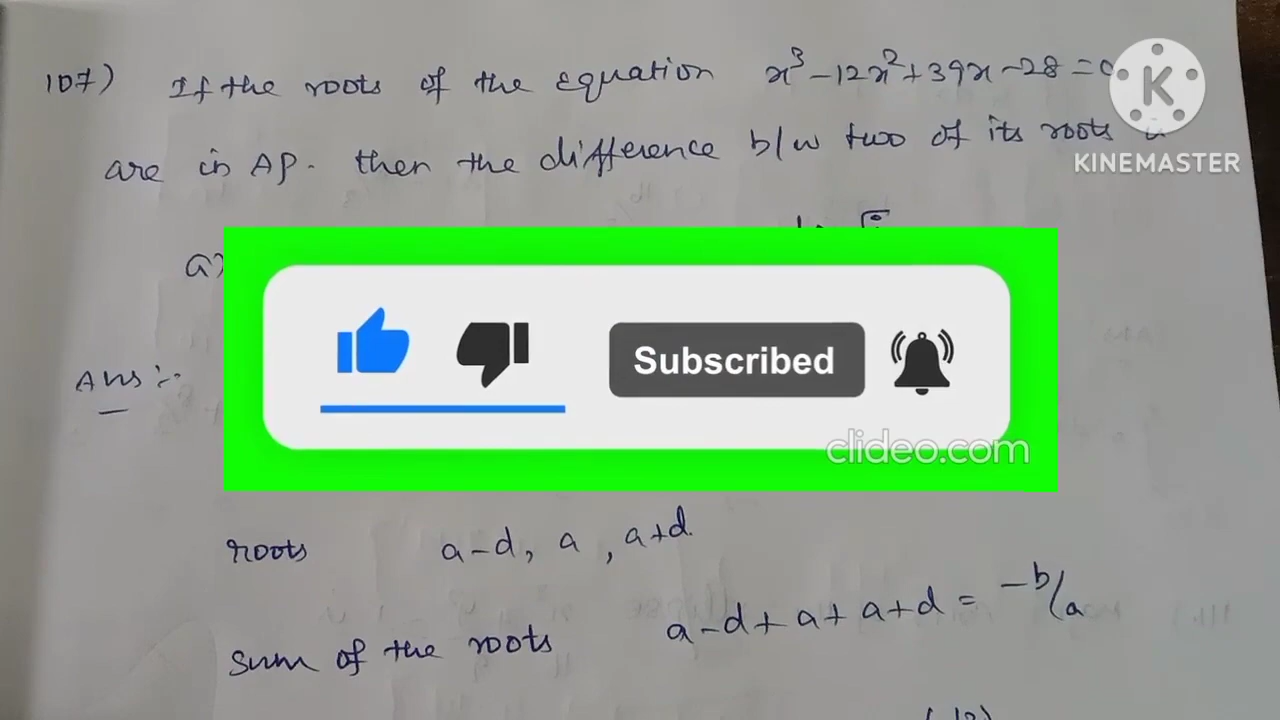 107) If the roots of the equation x³ – 12x² + 39x – 28 = 0
K
are in AP. then the difference b/w two of its roots is
KINEMASTER
a)
Subscribed
Ans :-
clideo.com
roots a-d, a, a+d.
sum of the roots a-d+a+a+d = -b/a